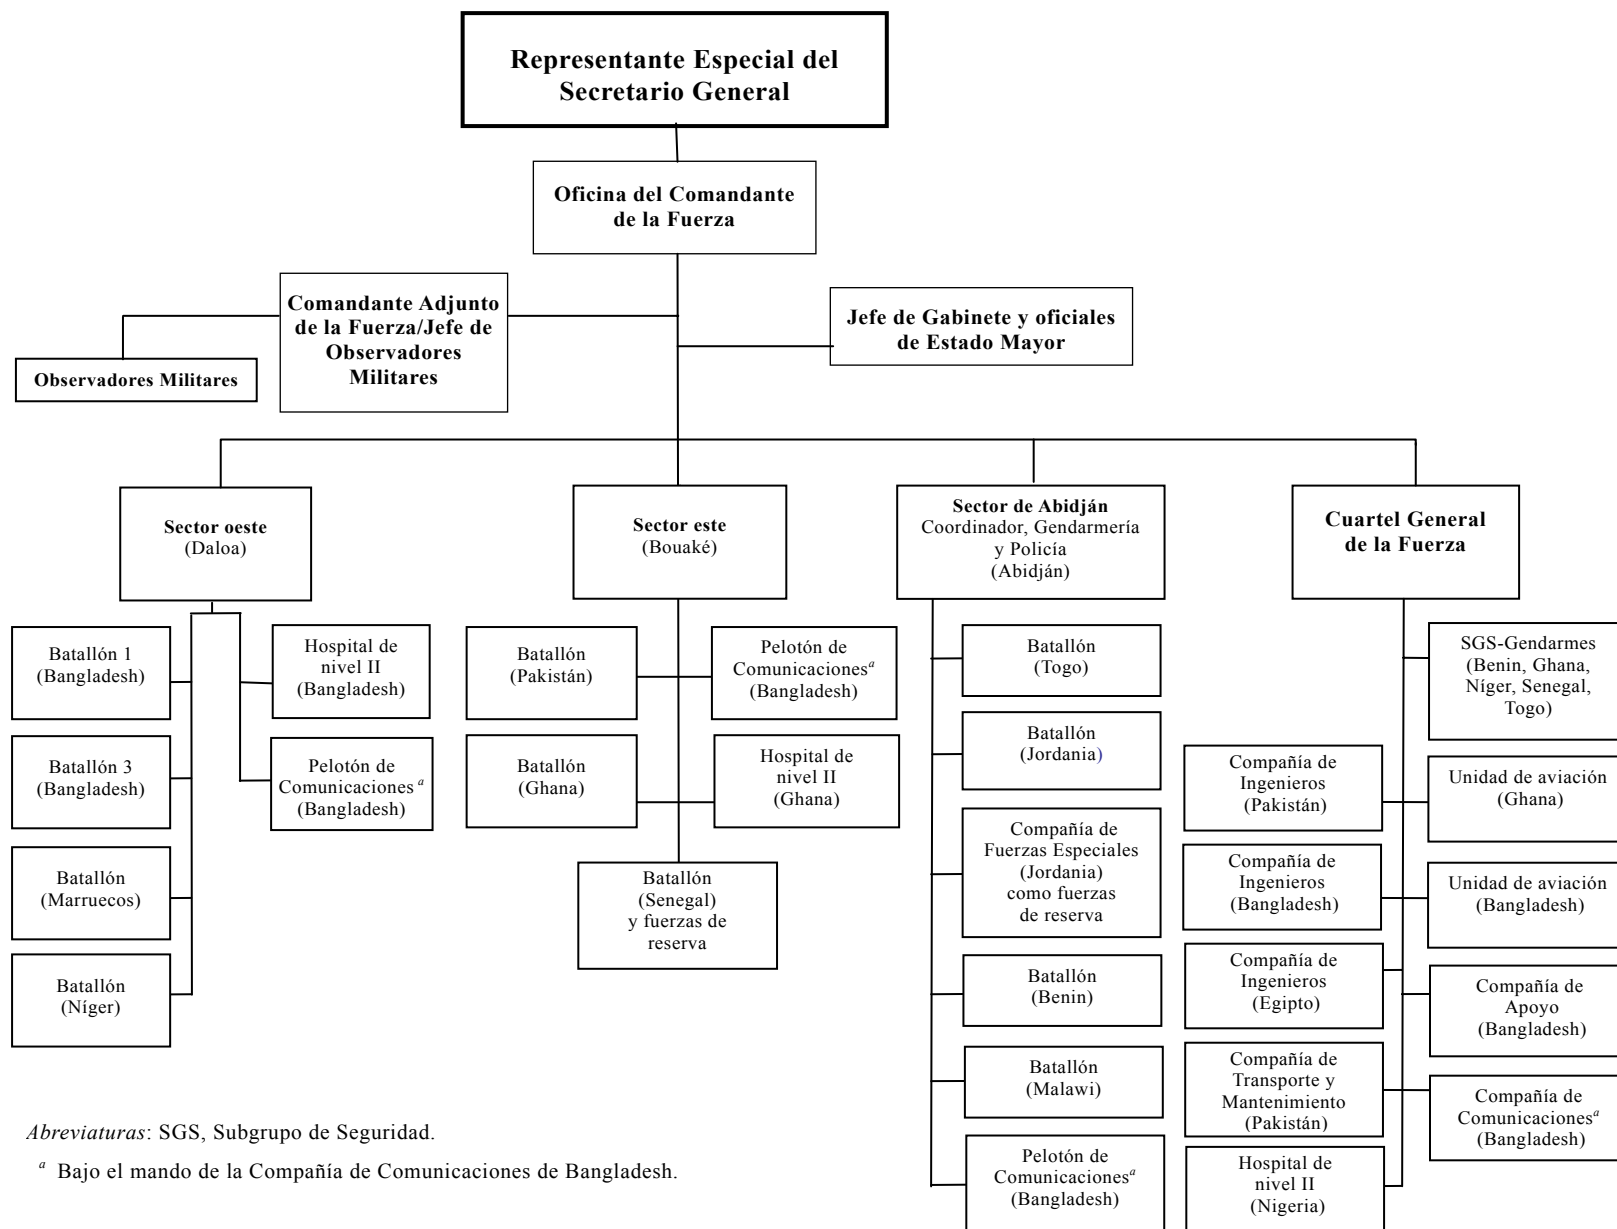 Representante Especial del
Secretario General
Oficina del Comandante
de la Fuerza
Comandante Adjunto
de la Fuerza/Jefe de
Observadores
Militares
Jefe de Gabinete y oficiales
de Estado Mayor
Observadores Militares
Sector oeste
(Daloa)
Sector este
(Bouaké)
Sector de Abidján
Coordinador, Gendarmería
y Policía
(Abidján)
Cuartel General
de la Fuerza
Batallón 1
(Bangladesh)
Hospital de
nivel II
(Bangladesh)
Batallón 3
(Bangladesh)
Pelotón de
Comunicaciones a
(Bangladesh)
Batallón
(Marruecos)
Batallón
(Níger)
Batallón
(Pakistán)
Pelotón de
Comunicacionesa
(Bangladesh)
Batallón
(Ghana)
Hospital de
nivel II
(Ghana)
Batallón
(Senegal)
y fuerzas de
reserva
Batallón
(Togo)
Batallón
(Jordania)
Compañía de
Fuerzas Especiales
(Jordania)
como fuerzas
de reserva
Batallón
(Benin)
Batallón
(Malawi)
Pelotón de
Comunicacionesa
(Bangladesh)
SGS-Gendarmes
(Benin, Ghana,
Níger, Senegal,
Togo)
Compañía de
Ingenieros
(Pakistán)
Unidad de aviación
(Ghana)
Compañía de
Ingenieros
(Bangladesh)
Unidad de aviación
(Bangladesh)
Compañía de
Ingenieros
(Egipto)
Compañía de
Apoyo
(Bangladesh)
Compañía de
Transporte y
Mantenimiento
(Pakistán)
Compañía de
Comunicacionesa
(Bangladesh)
Hospital de
nivel II
(Nigeria)
Abreviaturas: SGS, Subgrupo de Seguridad.
a Bajo el mando de la Compañía de Comunicaciones de Bangladesh.